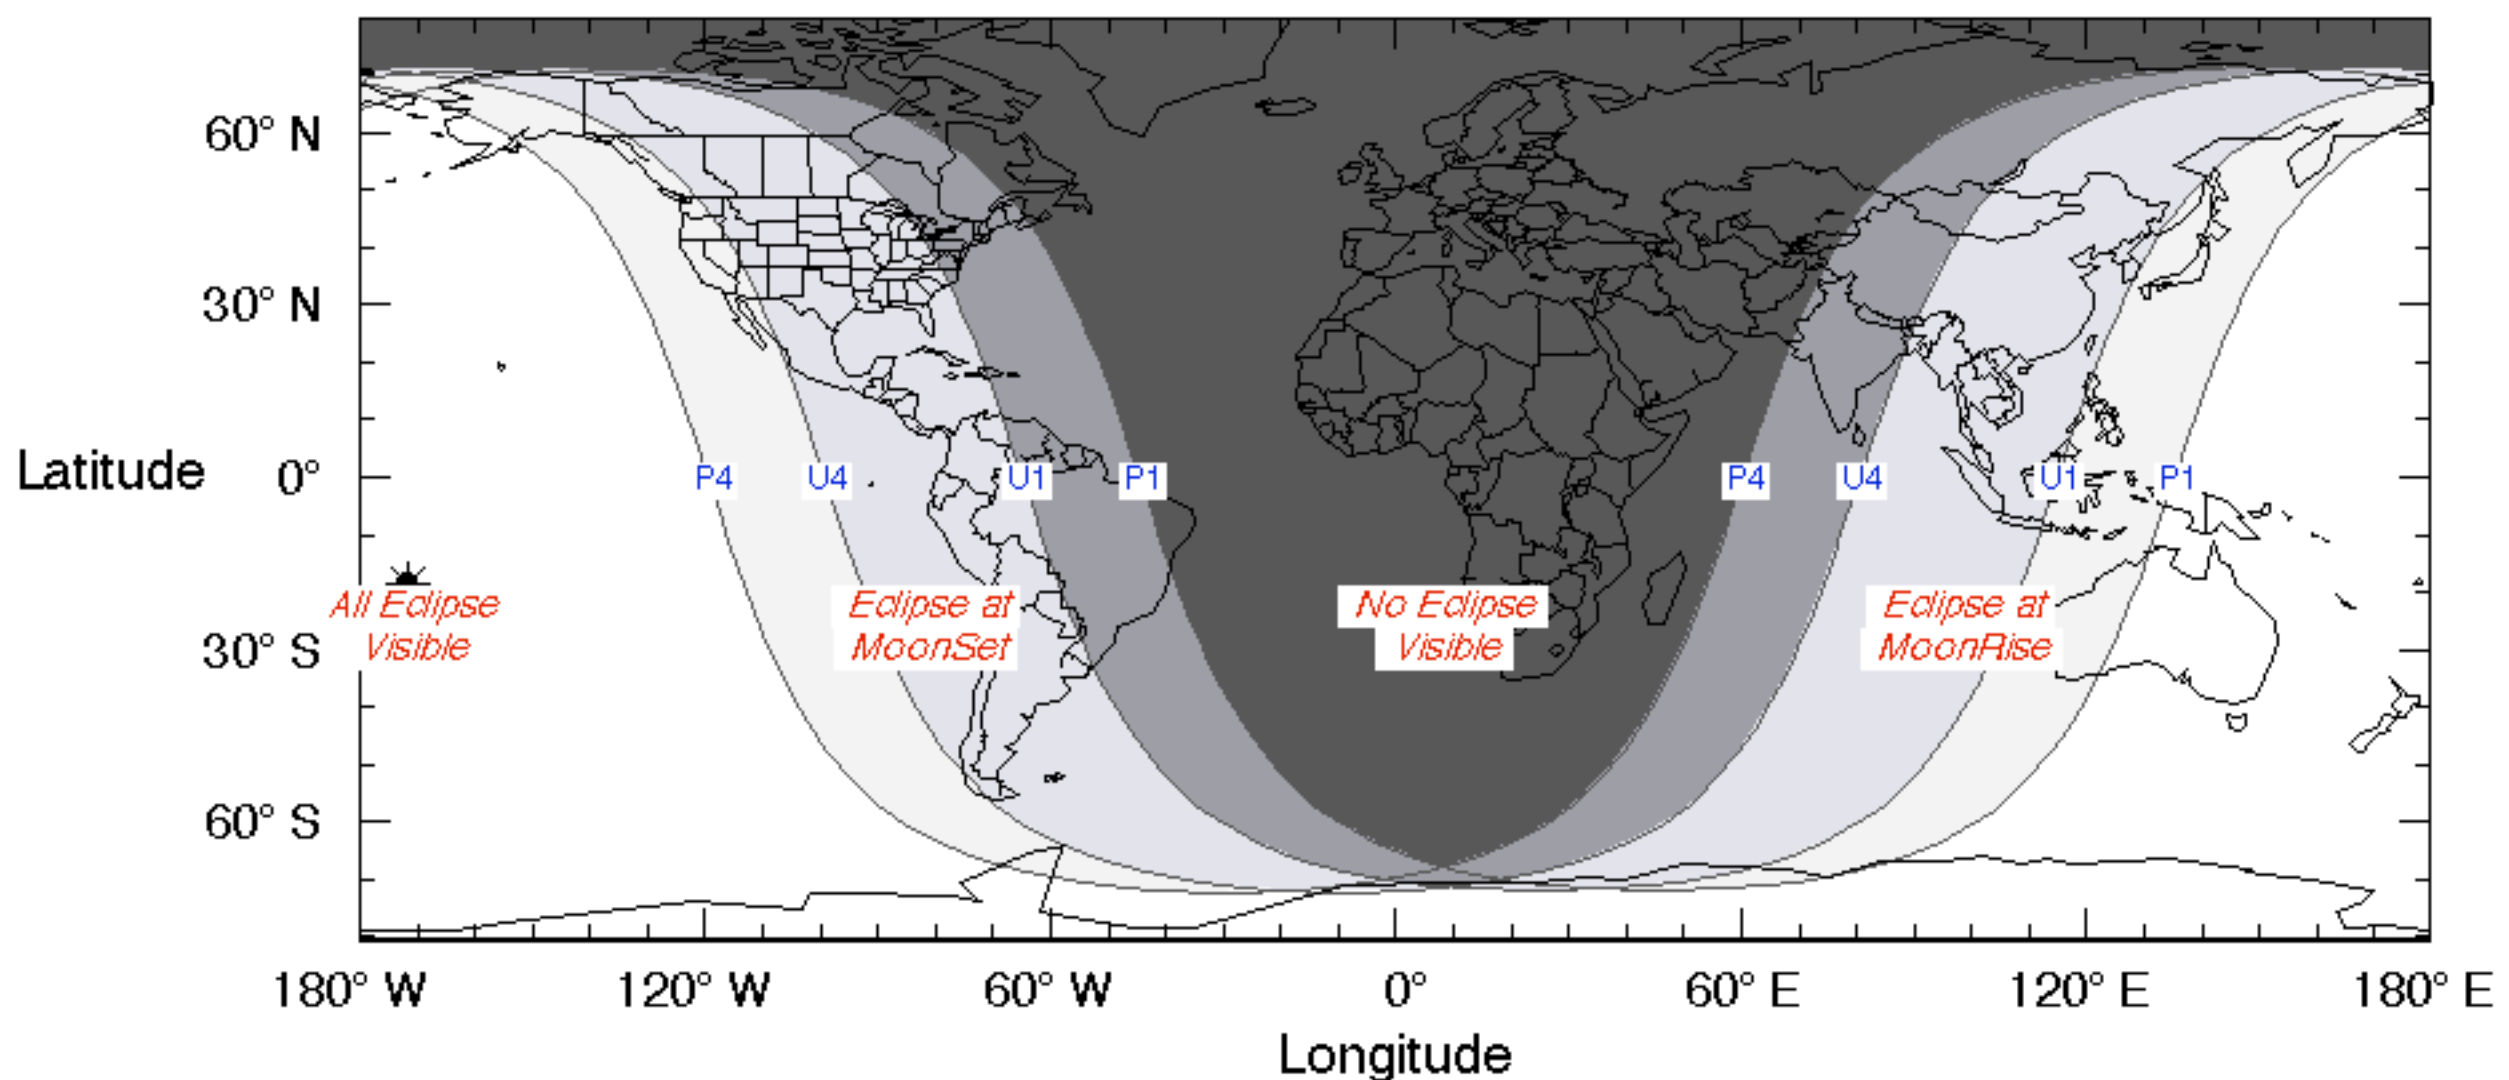 60° N
30° N
Latitude 0°
P4 U4 U1 P1 P4 U4 U1 P1
All Eclipse
Visible
Eclipse at
MoonSet
No Eclipse
Visible
Eclipse at
MoonRise
30° S
60° S
180° W 120° W 60° W 0° 60° E 120° E 180° E
Longitude